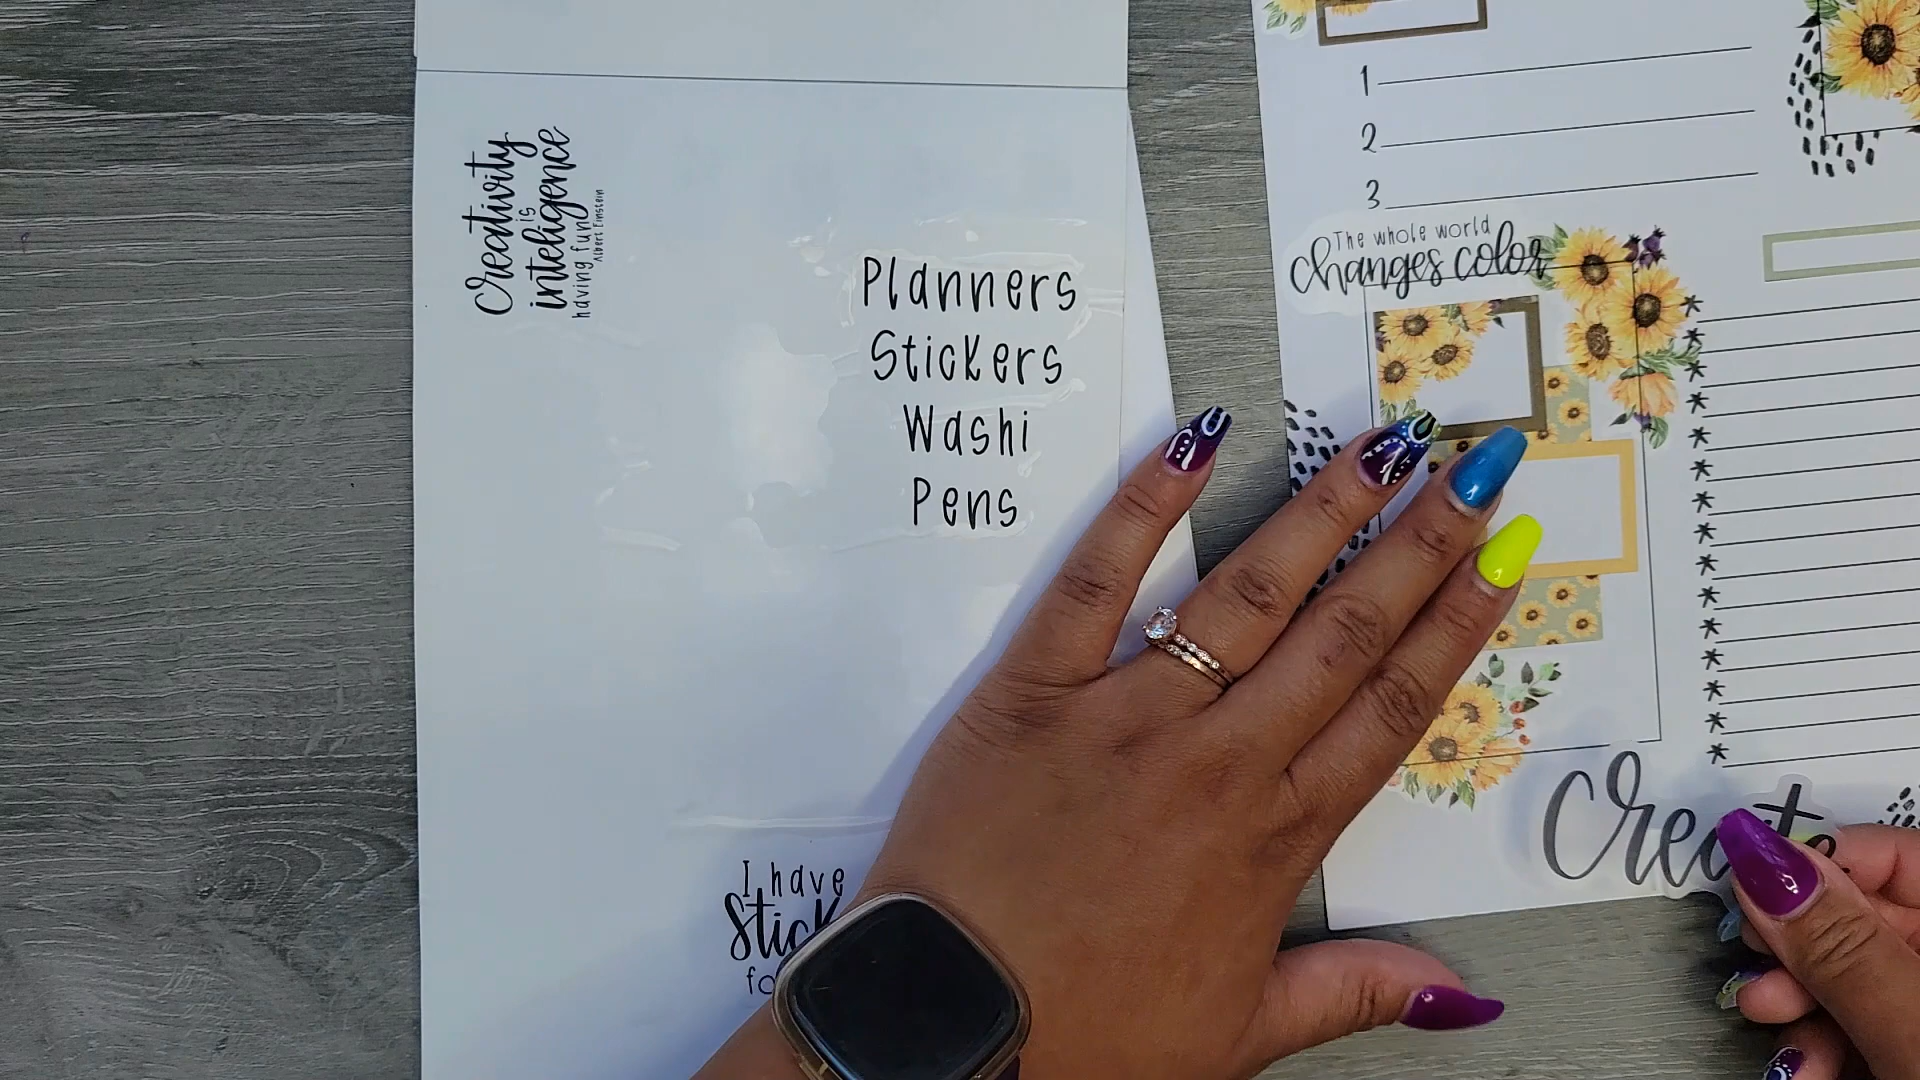 Creativity
is
inteligence
having fun
Albert Einstein
Planners
Stickers
Washi
Pens
I have
1
2
3
The whole world
changes color
Create